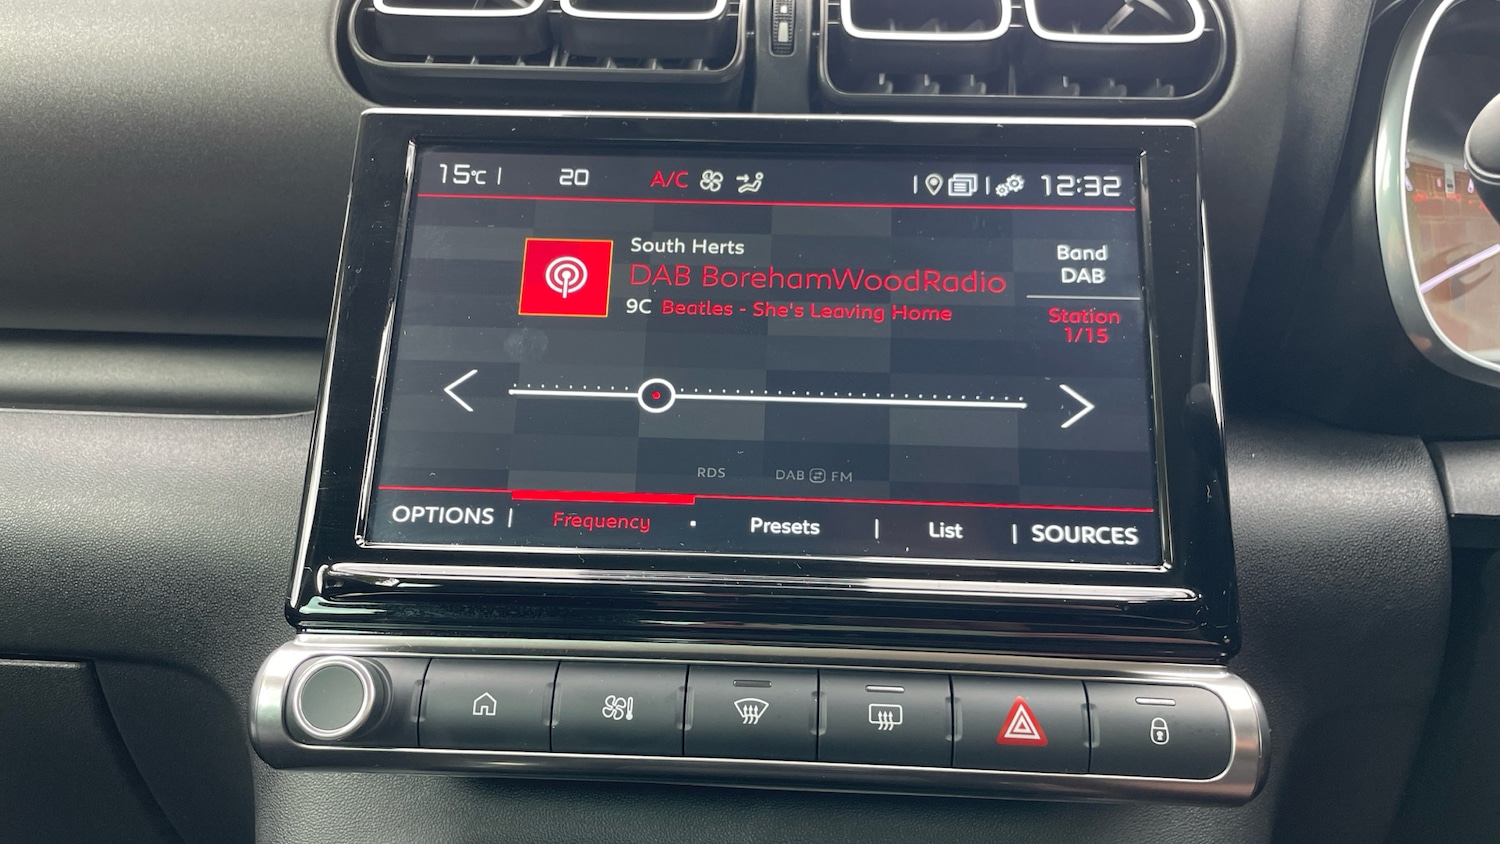 15°C | 20 A/C | | 12:32
South Herts
DAB BorehamWoodRadio
9C Beatles - She's Leaving Home
Band
DAB
Station
1/15
RDS DAB FM
OPTIONS | Frequency • Presets | List | SOURCES